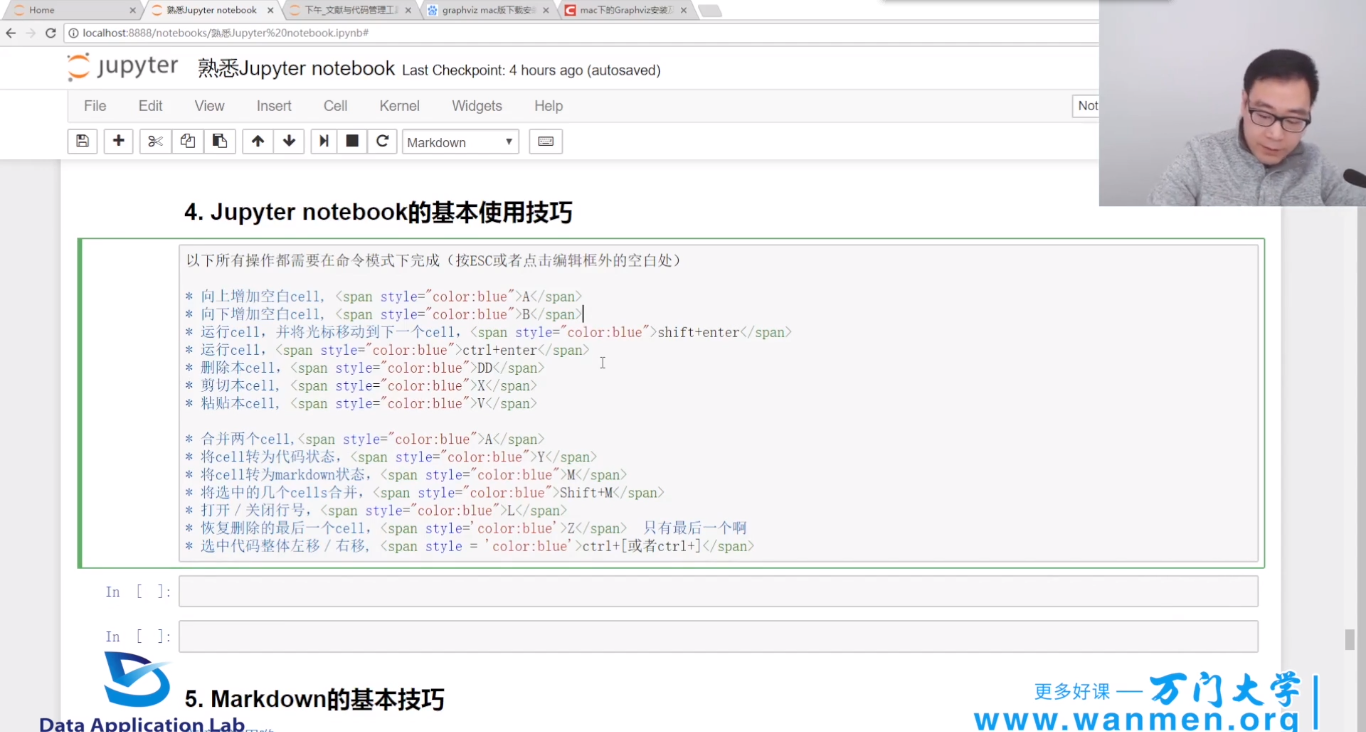 Home
熟悉Jupyter notebook
下午_文献与代码管理工
graphviz mac版下载安
mac下的Graphviz安装及
localhost:8888/notebooks/熟悉Jupyter%20notebook.ipynb#
jupyter 熟悉Jupyter notebook Last Checkpoint: 4 hours ago (autosaved)
File Edit View Insert Cell Kernel Widgets Help Not
Markdown
4. Jupyter notebook的基本使用技巧
以下所有操作都需要在命令模式下完成（按ESC或者点击编辑框外的空白处）
* 向上增加空白cell, <span style="color:blue">A</span>
* 向下增加空白cell, <span style="color:blue">B</span>
* 运行cell，并将光标移动到下一个cell，<span style="color:blue">shift+enter</span>
* 运行cell，<span style="color:blue">ctrl+enter</span>
* 删除本cell，<span style="color:blue">DD</span>
* 剪切本cell, <span style="color:blue">X</span>
* 粘贴本cell, <span style="color:blue">V</span>
* 合并两个cell,<span style="color:blue">A</span>
* 将cell转为代码状态，<span style="color:blue">Y</span>
* 将cell转为markdown状态，<span style="color:blue">M</span>
* 将选中的几个cells合并，<span style="color:blue">Shift+M</span>
* 打开／关闭行号，<span style="color:blue">L</span>
* 恢复删除的最后一个cell，<span style='color:blue'>Z</span> 只有最后一个啊
* 选中代码整体左移／右移, <span style = 'color:blue'>ctrl+[或者ctrl+]</span>
In [ ]:
In [ ]:
5. Markdown的基本技巧
Data Application Lab
更多好课 — 万门大学
www.wanmen.org